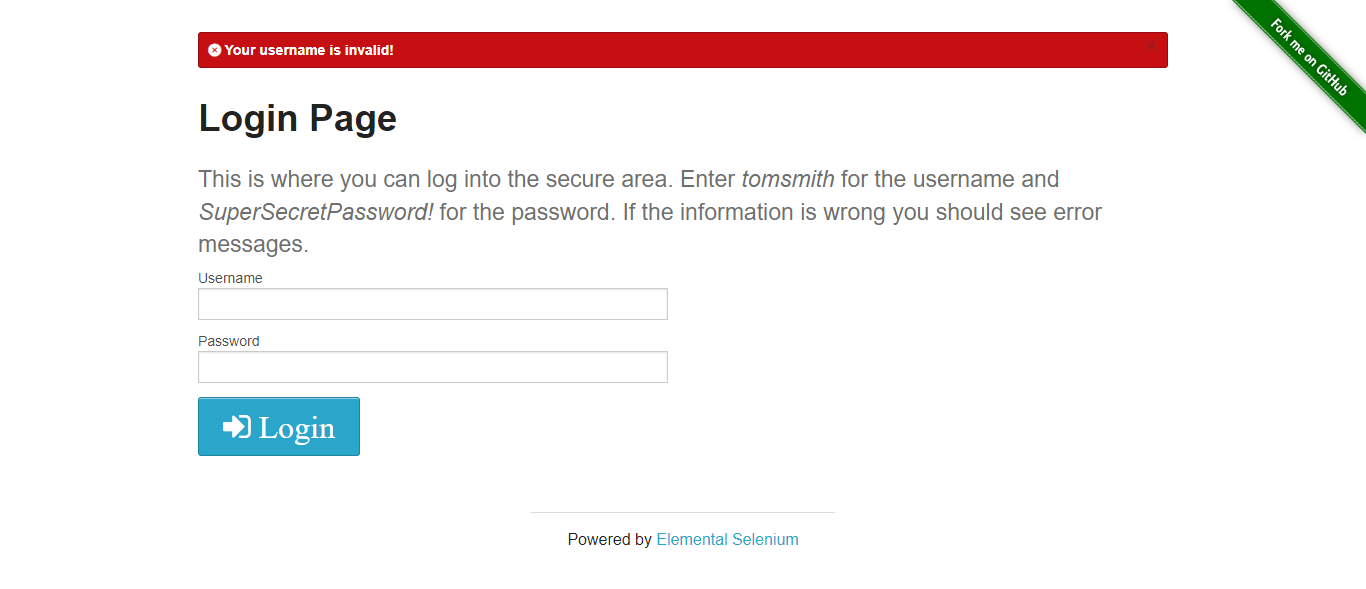 Your username is invalid!
×
Fork me on GitHub
Login Page
This is where you can log into the secure area. Enter tomsmith for the username and
SuperSecretPassword! for the password. If the information is wrong you should see error
messages.
Username
Password
Login
Powered by Elemental Selenium